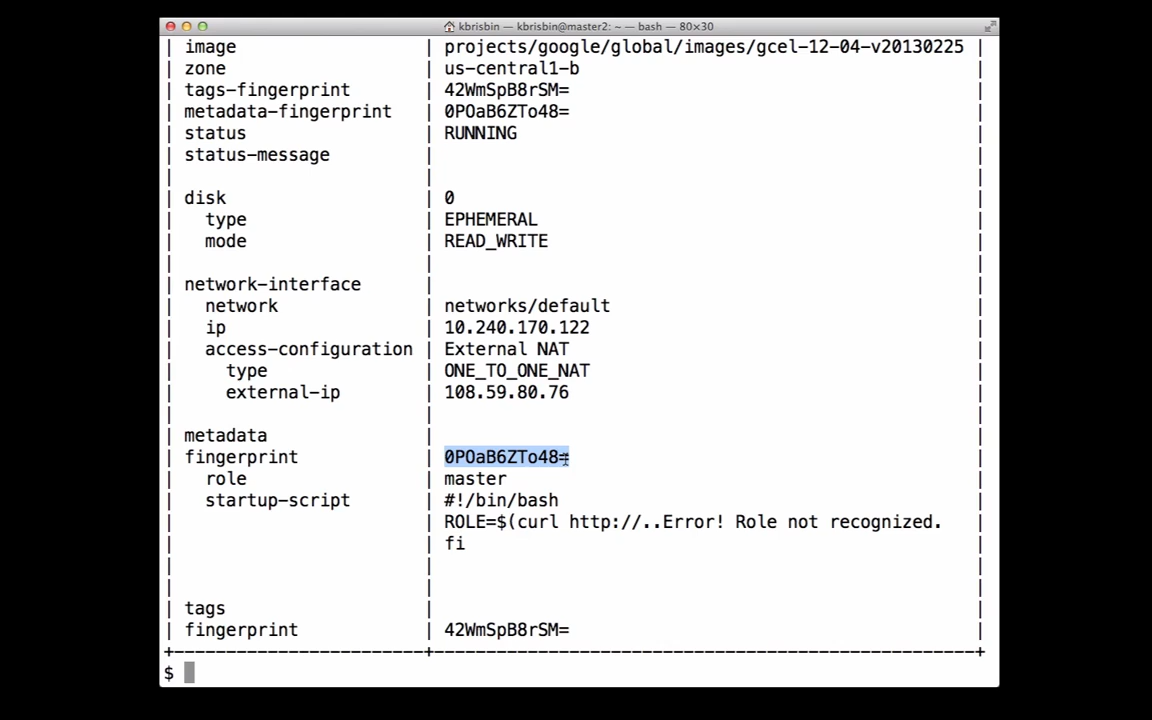 kbrisbin — kbrisbin@master2: ~ — bash — 80×30
| image | projects/google/global/images/gcel-12-04-v20130225 |
| zone | us-central1-b |
| tags-fingerprint | 42WmSpB8rSM= |
| metadata-fingerprint | 0POaB6ZTo48= |
| status | RUNNING |
| status-message | |
| | |
| disk | 0 |
| type | EPHEMERAL |
| mode | READ_WRITE |
| | |
| network-interface | |
| network | networks/default |
| ip | 10.240.170.122 |
| access-configuration | External NAT |
| type | ONE_TO_ONE_NAT |
| external-ip | 108.59.80.76 |
| | |
| metadata | |
| fingerprint | 0POaB6ZTo48= |
| role | master |
| startup-script | #!/bin/bash |
| | ROLE=$(curl http://..Error! Role not recognized. |
| | fi |
| | |
| | |
| tags | |
| fingerprint | 42WmSpB8rSM= |
+-------------------------+-----------------------------------------------------+
$